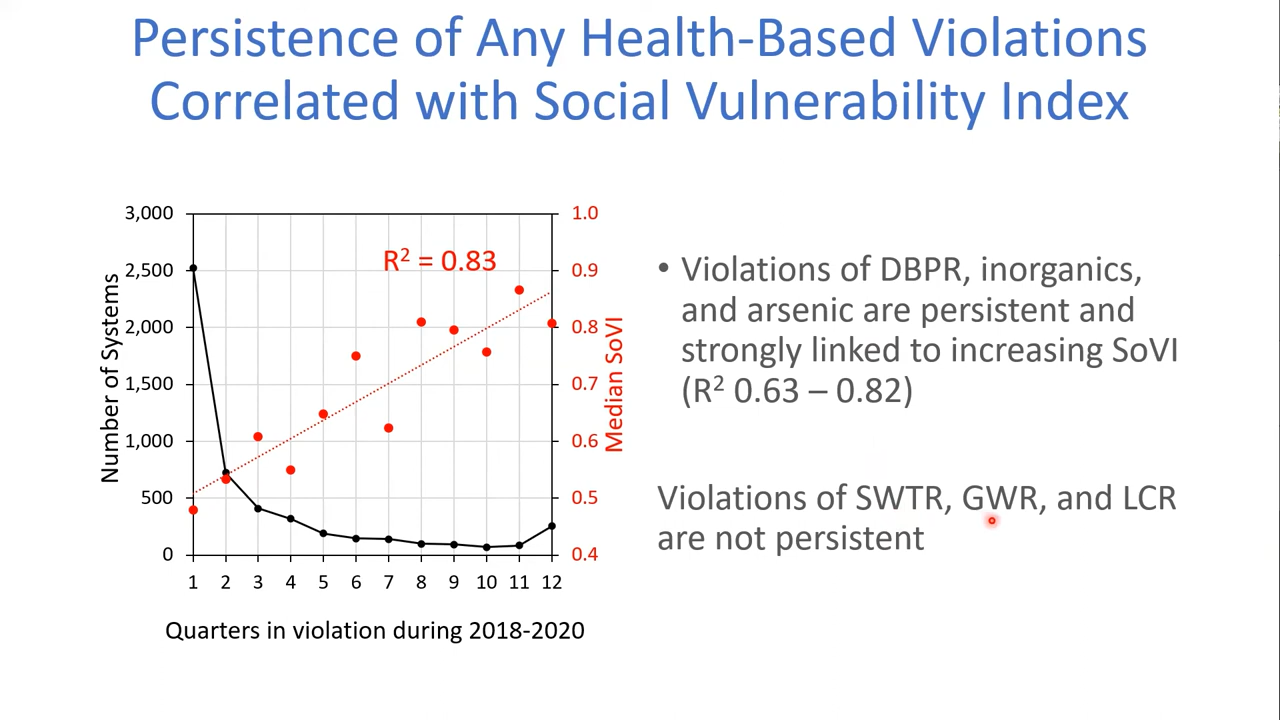 Persistence of Any Health-Based Violations
Correlated with Social Vulnerability Index
3,000
2,500
2,000
1,500
1,000
500
0
Number of Systems
R² = 0.83
1.0
0.9
0.8
0.7
0.6
0.5
0.4
Median SoVI
1 2 3 4 5 6 7 8 9 10 11 12
Quarters in violation during 2018-2020
• Violations of DBPR, inorganics,
and arsenic are persistent and
strongly linked to increasing SoVI
(R² 0.63 – 0.82)
Violations of SWTR, GWR, and LCR
are not persistent